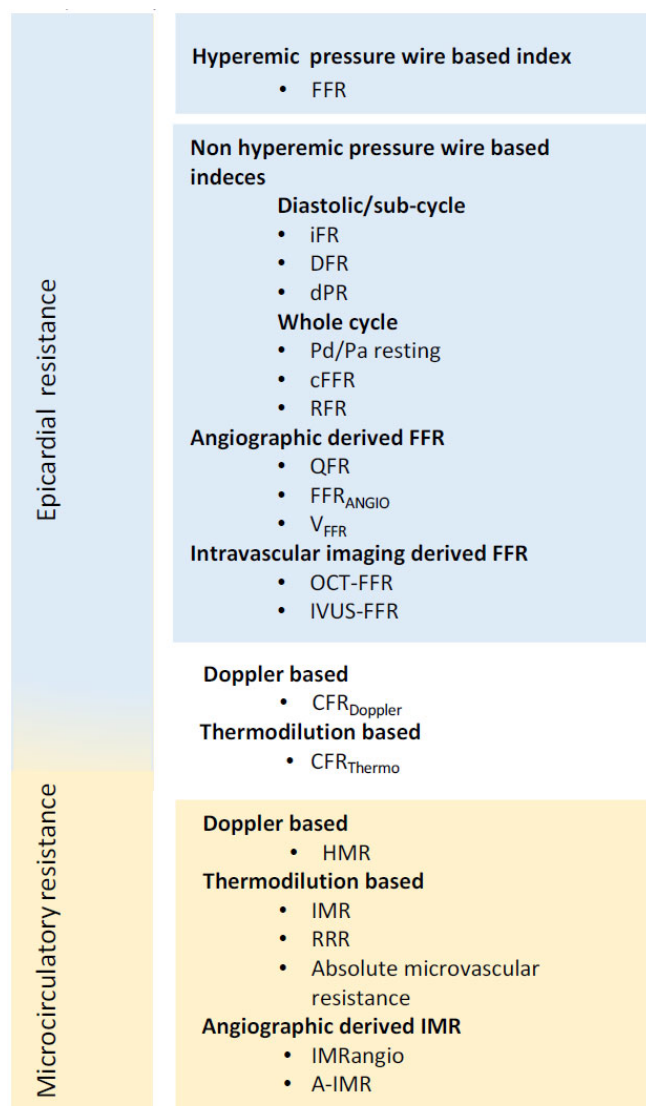 Hyperemic pressure wire based index
• FFR
Non hyperemic pressure wire based
indeces
Diastolic/sub-cycle
• iFR
• DFR
• dPR
Whole cycle
• Pd/Pa resting
• cFFR
• RFR
Angiographic derived FFR
• QFR
• FFRANGIO
• VFFR
Intravascular imaging derived FFR
• OCT-FFR
• IVUS-FFR
Epicardial resistance
Doppler based
• CFRDoppler
Thermodilution based
• CFRThermo
Doppler based
• HMR
Thermodilution based
• IMR
• RRR
• Absolute microvascular
resistance
Angiographic derived IMR
• IMRangio
• A-IMR
Microcirculatory resistance